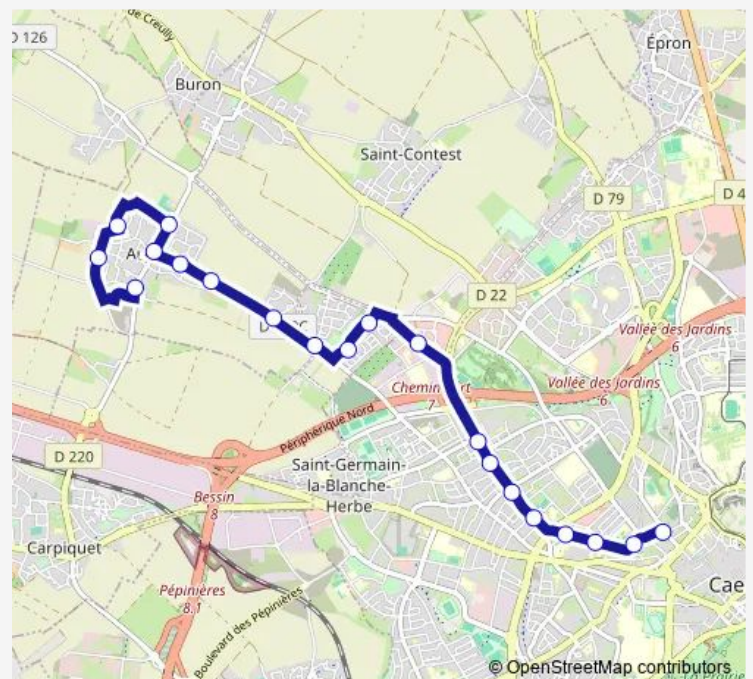 de Creully
D 126
Épron
Buron
Saint-Contest
D 79
D 4
D 22
Vallée des Jardins
6
Chemin
7
Vallée des Jardins
6
Périphérique Nord
D 220
Saint-Germain-
la-Blanche-
Herbe
Bessin
8
Carpiquet
Pépinières
8.1
Boulevard des Pépinières
Cae
© OpenStreetMap contributors